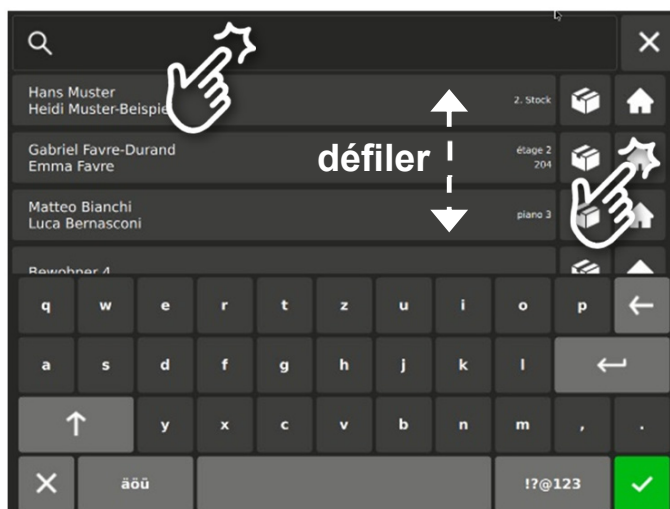 Hans Muster
Heidi Muster-Beispie
2. Stock
Gabriel Favre-Durand
Emma Favre
défiler
étage 2
204
Matteo Bianchi
Luca Bernasconi
piano 3
Bewohner 4
q w e r t z u i o p
a s d f g h j k l
y x c v b n m , .
äöü
!?@123